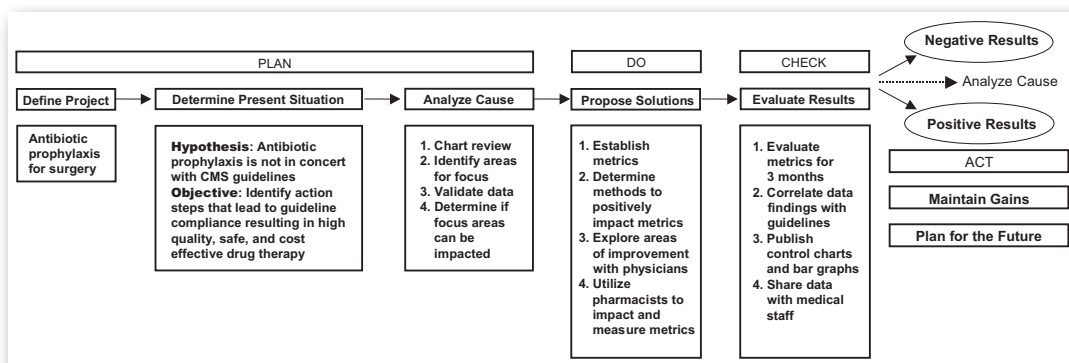 PLAN
DO
CHECK
Negative Results
Analyze Cause
Positive Results
ACT
Maintain Gains
Plan for the Future
Define Project
Determine Present Situation
Analyze Cause
Propose Solutions
Evaluate Results
Antibiotic
prophylaxis
for surgery
Hypothesis: Antibiotic
prophylaxis is not in concert
with CMS guidelines
Objective: Identify action
steps that lead to guideline
compliance resulting in high
quality, safe, and cost
effective drug therapy
1. Chart review
2. Identify areas
for focus
3. Validate data
4. Determine if
focus areas
can be
impacted
1. Establish
metrics
2. Determine
methods to
positively
impact metrics
3. Explore areas
of improvement
with physicians
4. Utilize
pharmacists to
impact and
measure metrics
1. Evaluate
metrics for
3 months
2. Correlate data
findings with
guidelines
3. Publish
control charts
and bar graphs
4. Share data
with medical
staff